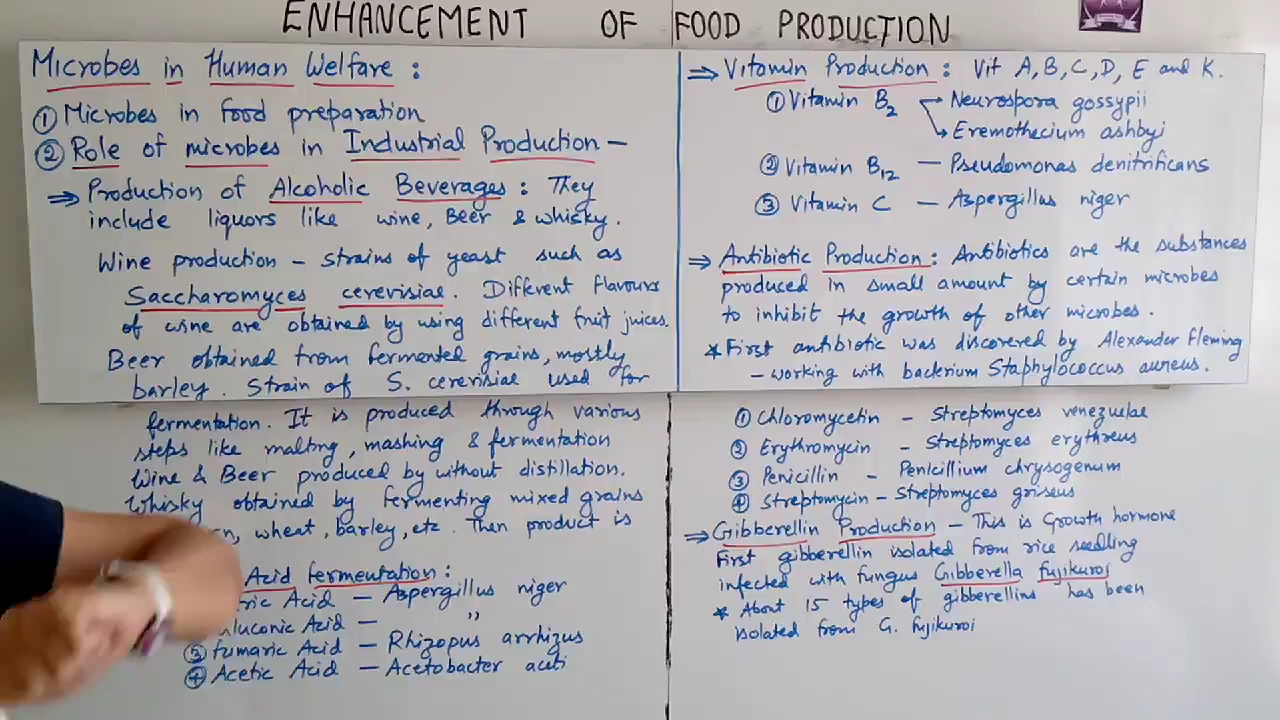 ENHANCEMENT OF FOOD PRODUCTION
Microbes in Human Welfare :
① Microbes in food preparation
② Role of microbes in Industrial Production –
⇒ Production of Alcoholic Beverages : They
include liquors like wine, Beer & whisky.
Wine production – strains of yeast such as
Saccharomyces cerevisiae. Different flavours
of wine are obtained by using different fruit juices.
Beer obtained from fermented grains, mostly
barley. Strain of S. cerevisiae used for
fermentation. It is produced through various
steps like malting, mashing & fermentation
Wine & Beer produced by without distillation.
Whisky obtained by fermenting mixed grains
wheat, barley, etc. Then product is
Acid fermentation :
Acid – Aspergillus niger
Gluconic Acid – ,,
③ Fumaric Acid – Rhizopus arrhizus
④ Acetic Acid – Acetobacter aceti
⇒ Vitamin Production : Vit A, B, C, D, E and K.
① Vitamin B2 → Neurospora gossypii
↳ Eremothecium ashbyi
② Vitamin B12 – Pseudomonas denitrificans
③ Vitamin C – Aspergillus niger
⇒ Antibiotic Production : Antibiotics are the substances
produced in small amount by certain microbes
to inhibit the growth of other microbes.
* First antibiotic was discovered by Alexander Fleming
– working with bacterium Staphylococcus aureus.
① Chloromycetin – Streptomyces venezuelae
② Erythromycin – Streptomyces erythreus
③ Penicillin – Penicillium chrysogenum
④ Streptomycin – Streptomyces griseus
⇒ Gibberellin Production – This is Growth hormone
First gibberellin isolated from rice seedling
infected with fungus Gibberella fujikuroi
* About 15 types of gibberellins has been
isolated from G. fujikuroi